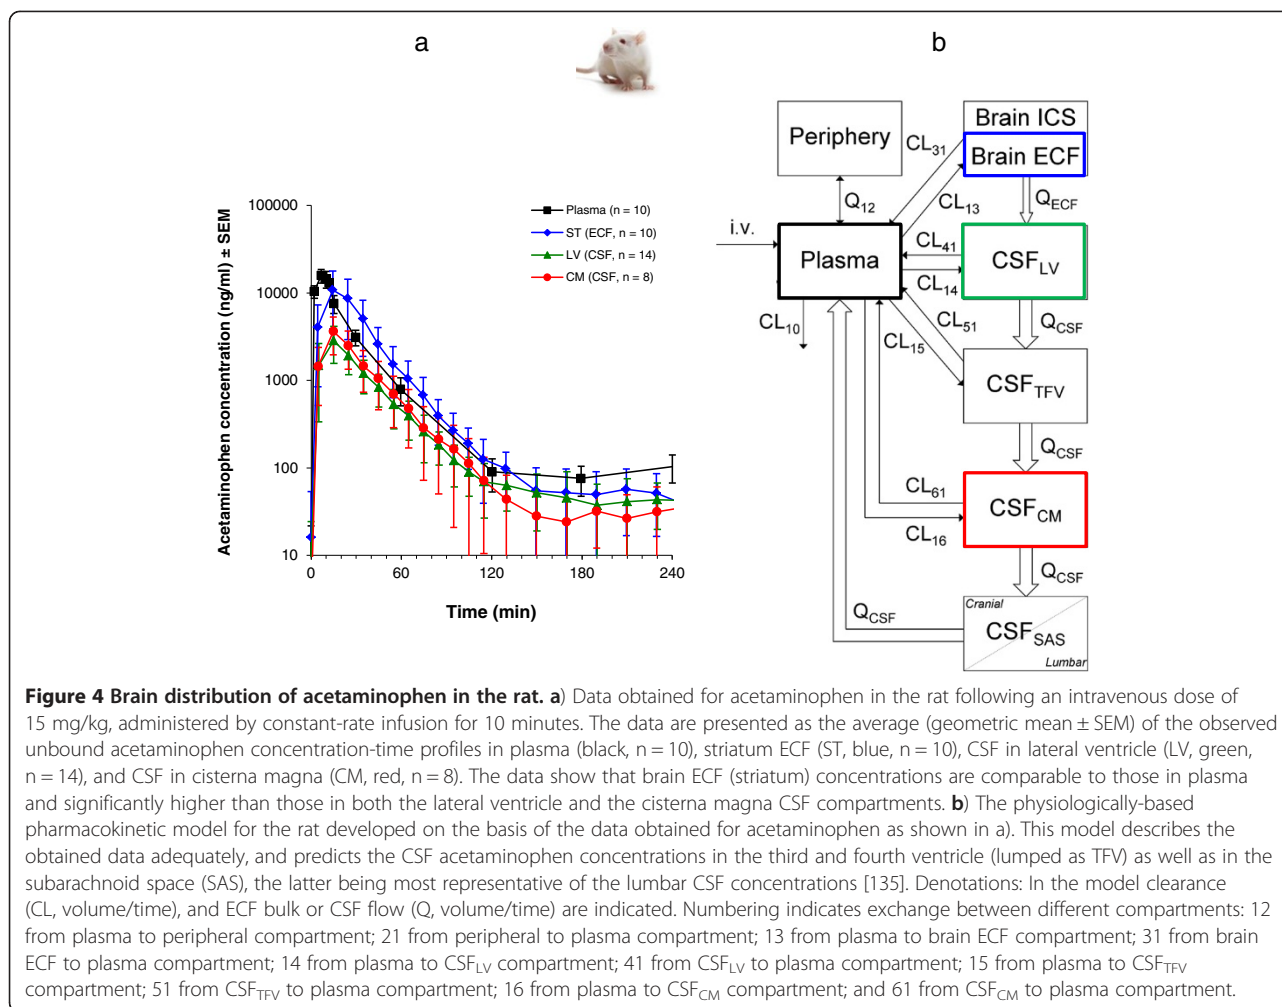 a
b
100000
10000
1000
100
10
0
60
120
180
240
Acetaminophen concentration (ng/ml) ± SEM
Time (min)
Plasma (n = 10)
ST (ECF, n = 10)
LV (CSF, n = 14)
CM (CSF, n = 8)
Periphery
Brain ICS
Brain ECF
CL31
Q12
CL13
QECF
i.v.
Plasma
CL41
CL14
CSFLV
CL10
CL51
CL15
QCSF
CSFTFV
QCSF
CL61
CL16
CSFCM
QCSF
QCSF
Cranial
CSFSAS
Lumbar
Figure 4 Brain distribution of acetaminophen in the rat. a) Data obtained for acetaminophen in the rat following an intravenous dose of
15 mg/kg, administered by constant-rate infusion for 10 minutes. The data are presented as the average (geometric mean ± SEM) of the observed
unbound acetaminophen concentration-time profiles in plasma (black, n = 10), striatum ECF (ST, blue, n = 10), CSF in lateral ventricle (LV, green,
n = 14), and CSF in cisterna magna (CM, red, n = 8). The data show that brain ECF (striatum) concentrations are comparable to those in plasma
and significantly higher than those in both the lateral ventricle and the cisterna magna CSF compartments. b) The physiologically-based
pharmacokinetic model for the rat developed on the basis of the data obtained for acetaminophen as shown in a). This model describes the
obtained data adequately, and predicts the CSF acetaminophen concentrations in the third and fourth ventricle (lumped as TFV) as well as in the
subarachnoid space (SAS), the latter being most representative of the lumbar CSF concentrations [135]. Denotations: In the model clearance
(CL, volume/time), and ECF bulk or CSF flow (Q, volume/time) are indicated. Numbering indicates exchange between different compartments: 12
from plasma to peripheral compartment; 21 from peripheral to plasma compartment; 13 from plasma to brain ECF compartment; 31 from brain
ECF to plasma compartment; 14 from plasma to CSFLV compartment; 41 from CSFLV to plasma compartment; 15 from plasma to CSFTFV
compartment; 51 from CSFTFV to plasma compartment; 16 from plasma to CSFCM compartment; and 61 from CSFCM to plasma compartment.